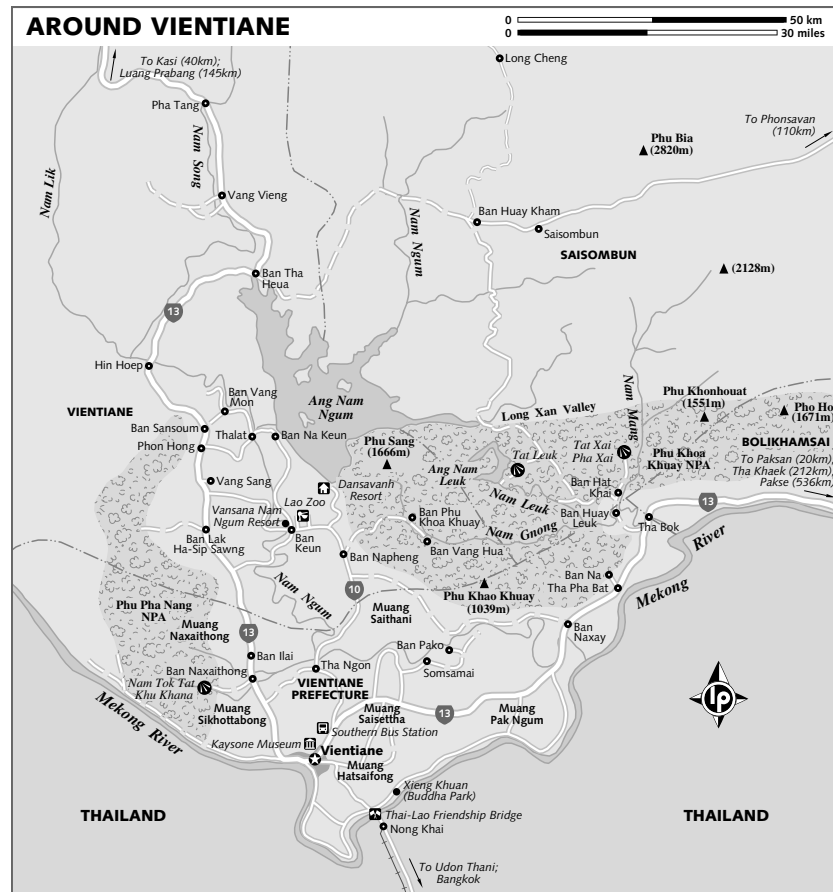 AROUND VIENTIANE
0 50 km
0 30 miles
To Kasi (40km);
Luang Prabang (145km)
Long Cheng
Pha Tang
To Phonsavan
(110km)
Phu Bia
(2820m)
Nam Song
Nam Lik
Vang Vieng
Ban Huay Kham
Nam Ngum
Saisombun
SAISOMBUN
Ban Tha
Heua
(2128m)
13
Hin Hoep
Ban Vang
Mon
Ang Nam
Ngum
Long Xan Valley
Nam Mang
Phu Khonhouat
(1551m)
Pho Ho
(1671m)
VIENTIANE
Ban Sansoum
Thalat
Ban Na Keun
Phon Hong
Phu Sang
(1666m)
Ang Nam
Leuk
Tat Leuk
Tat Xai
Pha Xai
Phu Khoa
Khuay NPA
BOLIKHAMSAI
To Paksan (20km),
Tha Khaek (212km),
Pakse (536km)
Vang Sang
Dansavanh
Resort
Lao Zoo
Nam Leuk
Ban Hat
Khai
13
Vansana Nam
Ngum Resort
Ban Phu
Khoa Khuay
Ban Huay
Leuk
Tha Bok
Ban Lak
Ha-Sip Sawng
Ban
Keun
Nam Gnong
Ban Vang Hua
Ban Napheng
Mekong River
Nam Ngum
10
Phu Khao Khuay
(1039m)
Ban Na
Tha Pha Bat
Phu Pha Nang
NPA
Muang
Naxaithong
Muang
Saithani
13
Ban Pako
Ban
Naxay
Ban Ilai
Ban Naxaithong
Tha Ngon
Somsamai
Nam Tok Tat
Khu Khana
VIENTIANE
PREFECTURE
Muang
Sikhottabong
Muang
Saisettha
13
Muang
Pak Ngum
lp
Mekong River
Southern Bus Station
Kaysone Museum
Vientiane
Muang
Hatsaifong
Xieng Khuan
(Buddha Park)
THAILAND
Thai-Lao Friendship Bridge
THAILAND
Nong Khai
To Udon Thani;
Bangkok